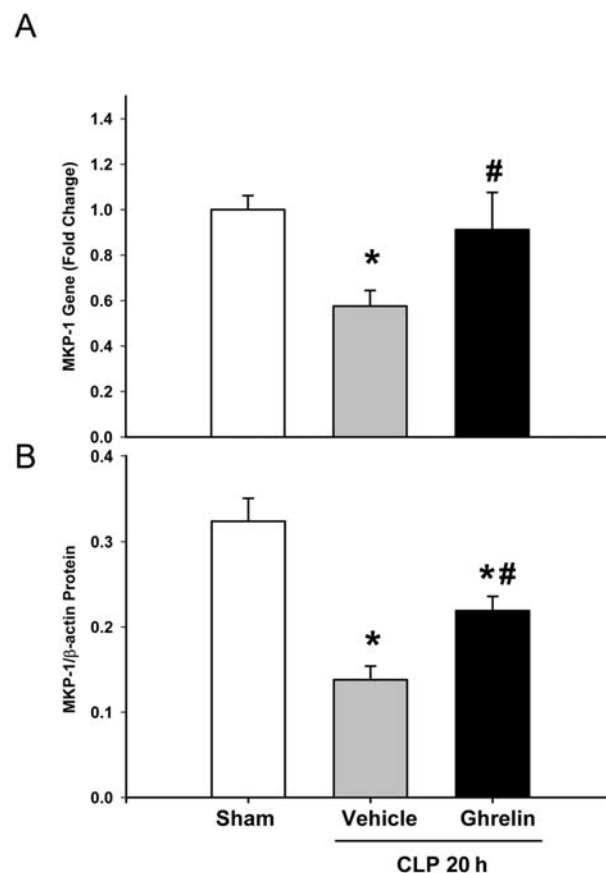 A
MKP-1 Gene (Fold Change)
1.4
1.2
1.0
0.8
0.6
0.4
0.2
0.0
*
#
B
MKP-1/β-actin Protein
0.4
0.3
0.2
0.1
0.0
*
*#
Sham Vehicle Ghrelin
CLP 20 h